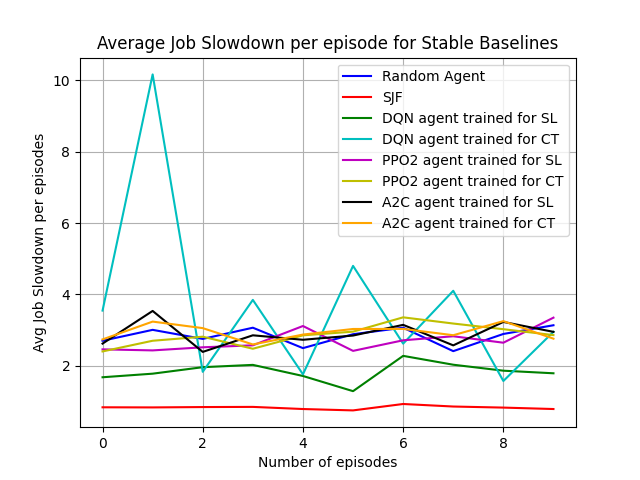 Average Job Slowdown per episode for Stable Baselines
Random Agent
SJF
DQN agent trained for SL
DQN agent trained for CT
PPO2 agent trained for SL
PPO2 agent trained for CT
A2C agent trained for SL
A2C agent trained for CT
Avg Job Slowdown per episodes
10
8
6
4
2
0 2 4 6 8
Number of episodes